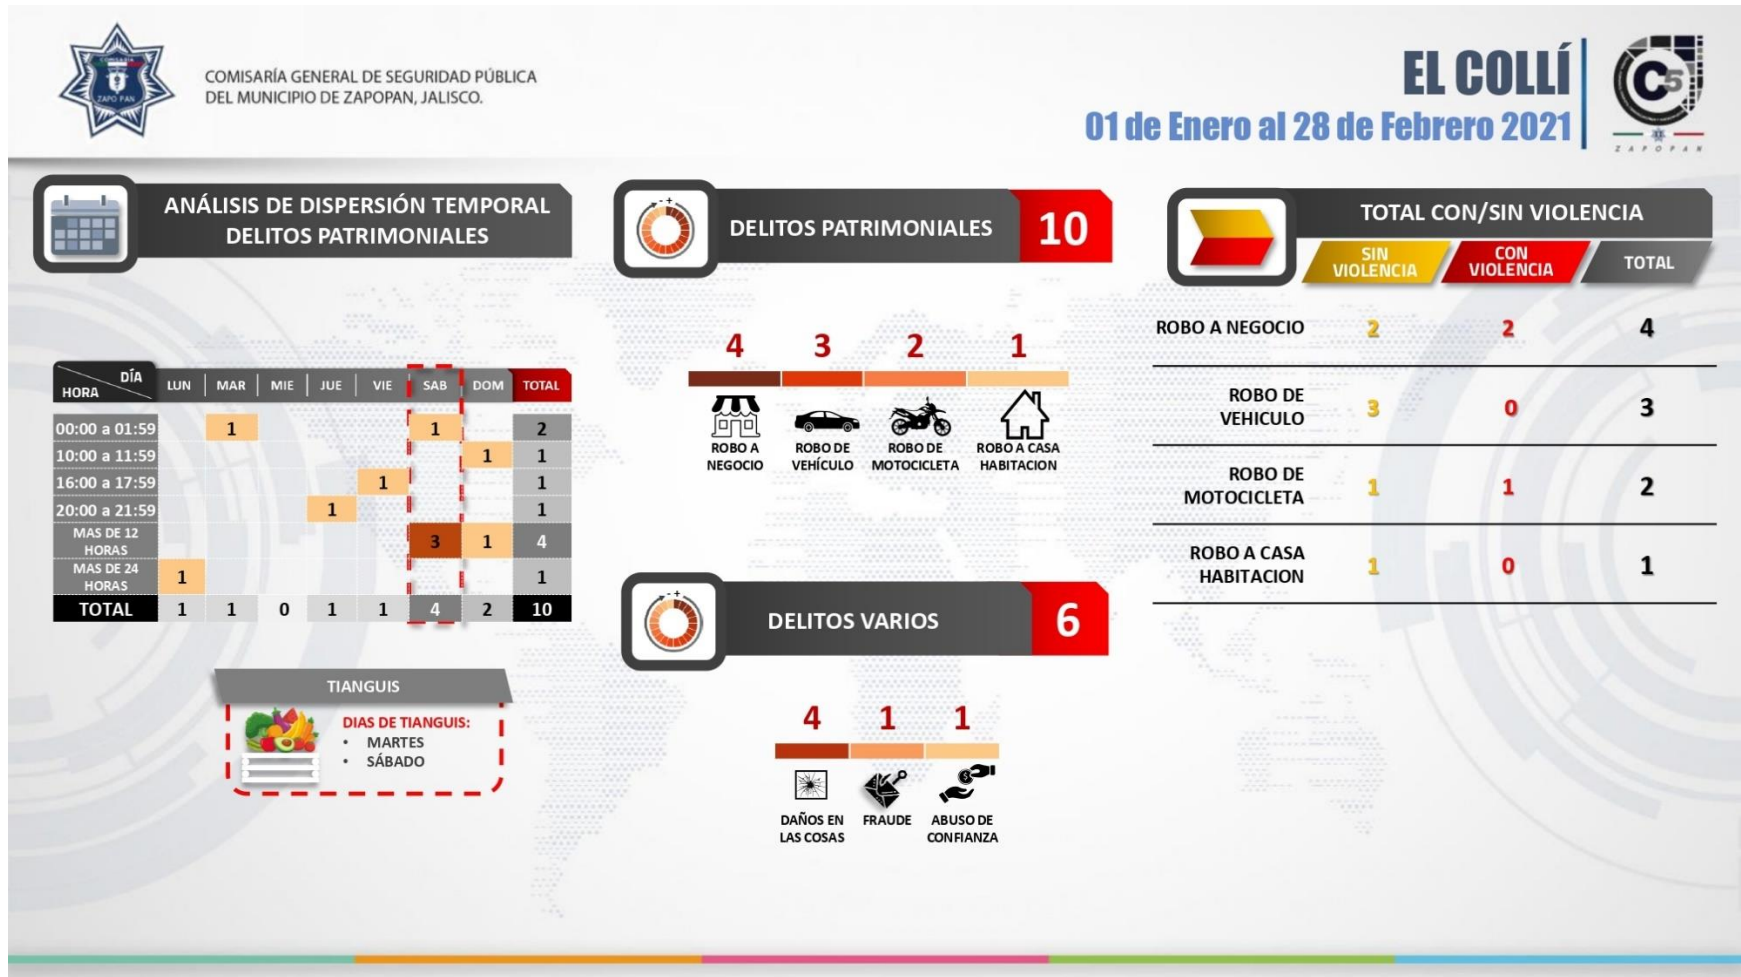 COMISARÍA
ZAPO PAN
COMISARÍA GENERAL DE SEGURIDAD PÚBLICA
DEL MUNICIPIO DE ZAPOPAN, JALISCO.
EL COLLÍ
01 de Enero al 28 de Febrero 2021
C5
ZAPOPAN
ANÁLISIS DE DISPERSIÓN TEMPORAL
DELITOS PATRIMONIALES
DÍA
HORA
LUN MAR MIE JUE VIE SAB DOM TOTAL
00:00 a 01:59 1 1 2
10:00 a 11:59 1 1
16:00 a 17:59 1 1
20:00 a 21:59 1 1
MAS DE 12
HORAS
3 1 4
MAS DE 24
HORAS
1 1
TOTAL 1 1 0 1 1 4 2 10
TIANGUIS
DIAS DE TIANGUIS:
• MARTES
• SÁBADO
- +
DELITOS PATRIMONIALES 10
4 3 2 1
ROBO A
NEGOCIO
ROBO DE
VEHÍCULO
ROBO DE
MOTOCICLETA
ROBO A CASA
HABITACION
- +
DELITOS VARIOS 6
4 1 1
DAÑOS EN
LAS COSAS
FRAUDE
ABUSO DE
CONFIANZA
TOTAL CON/SIN VIOLENCIA
SIN
VIOLENCIA
CON
VIOLENCIA
TOTAL
ROBO A NEGOCIO 2 2 4
ROBO DE
VEHICULO
3 0 3
ROBO DE
MOTOCICLETA
1 1 2
ROBO A CASA
HABITACION
1 0 1